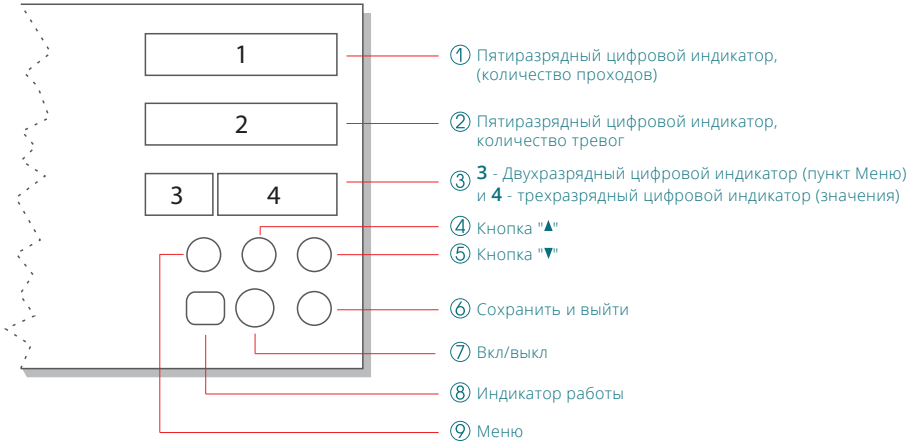 1
① Пятиразрядный цифровой индикатор,
(количество проходов)
2
② Пятиразрядный цифровой индикатор,
количество тревог
3 4
③ 3 - Двухразрядный цифровой индикатор (пункт Меню)
и 4 - трехразрядный цифровой индикатор (значения)
④ Кнопка "▲"
⑤ Кнопка "▼"
⑥ Сохранить и выйти
⑦ Вкл/выкл
⑧ Индикатор работы
⑨ Меню